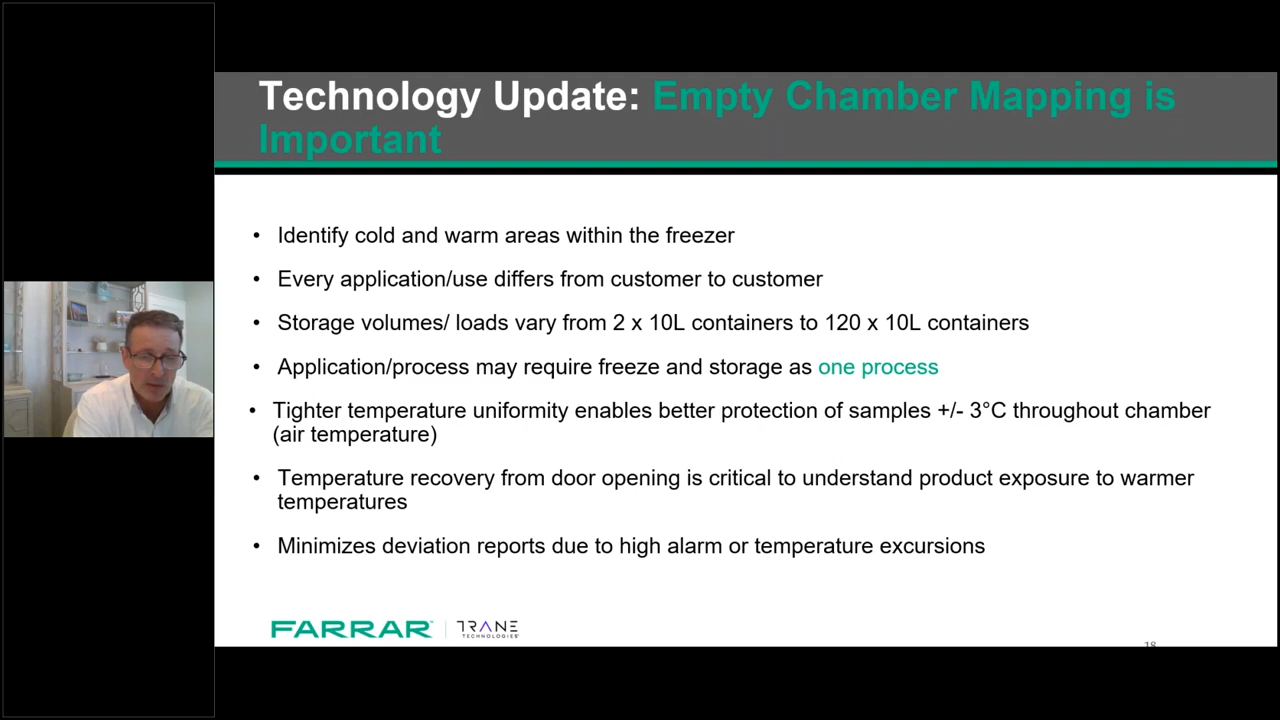 Technology Update: Empty Chamber Mapping is
Important
• Identify cold and warm areas within the freezer
• Every application/use differs from customer to customer
• Storage volumes/ loads vary from 2 x 10L containers to 120 x 10L containers
• Application/process may require freeze and storage as one process
• Tighter temperature uniformity enables better protection of samples +/- 3°C throughout chamber
(air temperature)
• Temperature recovery from door opening is critical to understand product exposure to warmer
temperatures
• Minimizes deviation reports due to high alarm or temperature excursions
FARRAR
TRANE
TECHNOLOGIES
18